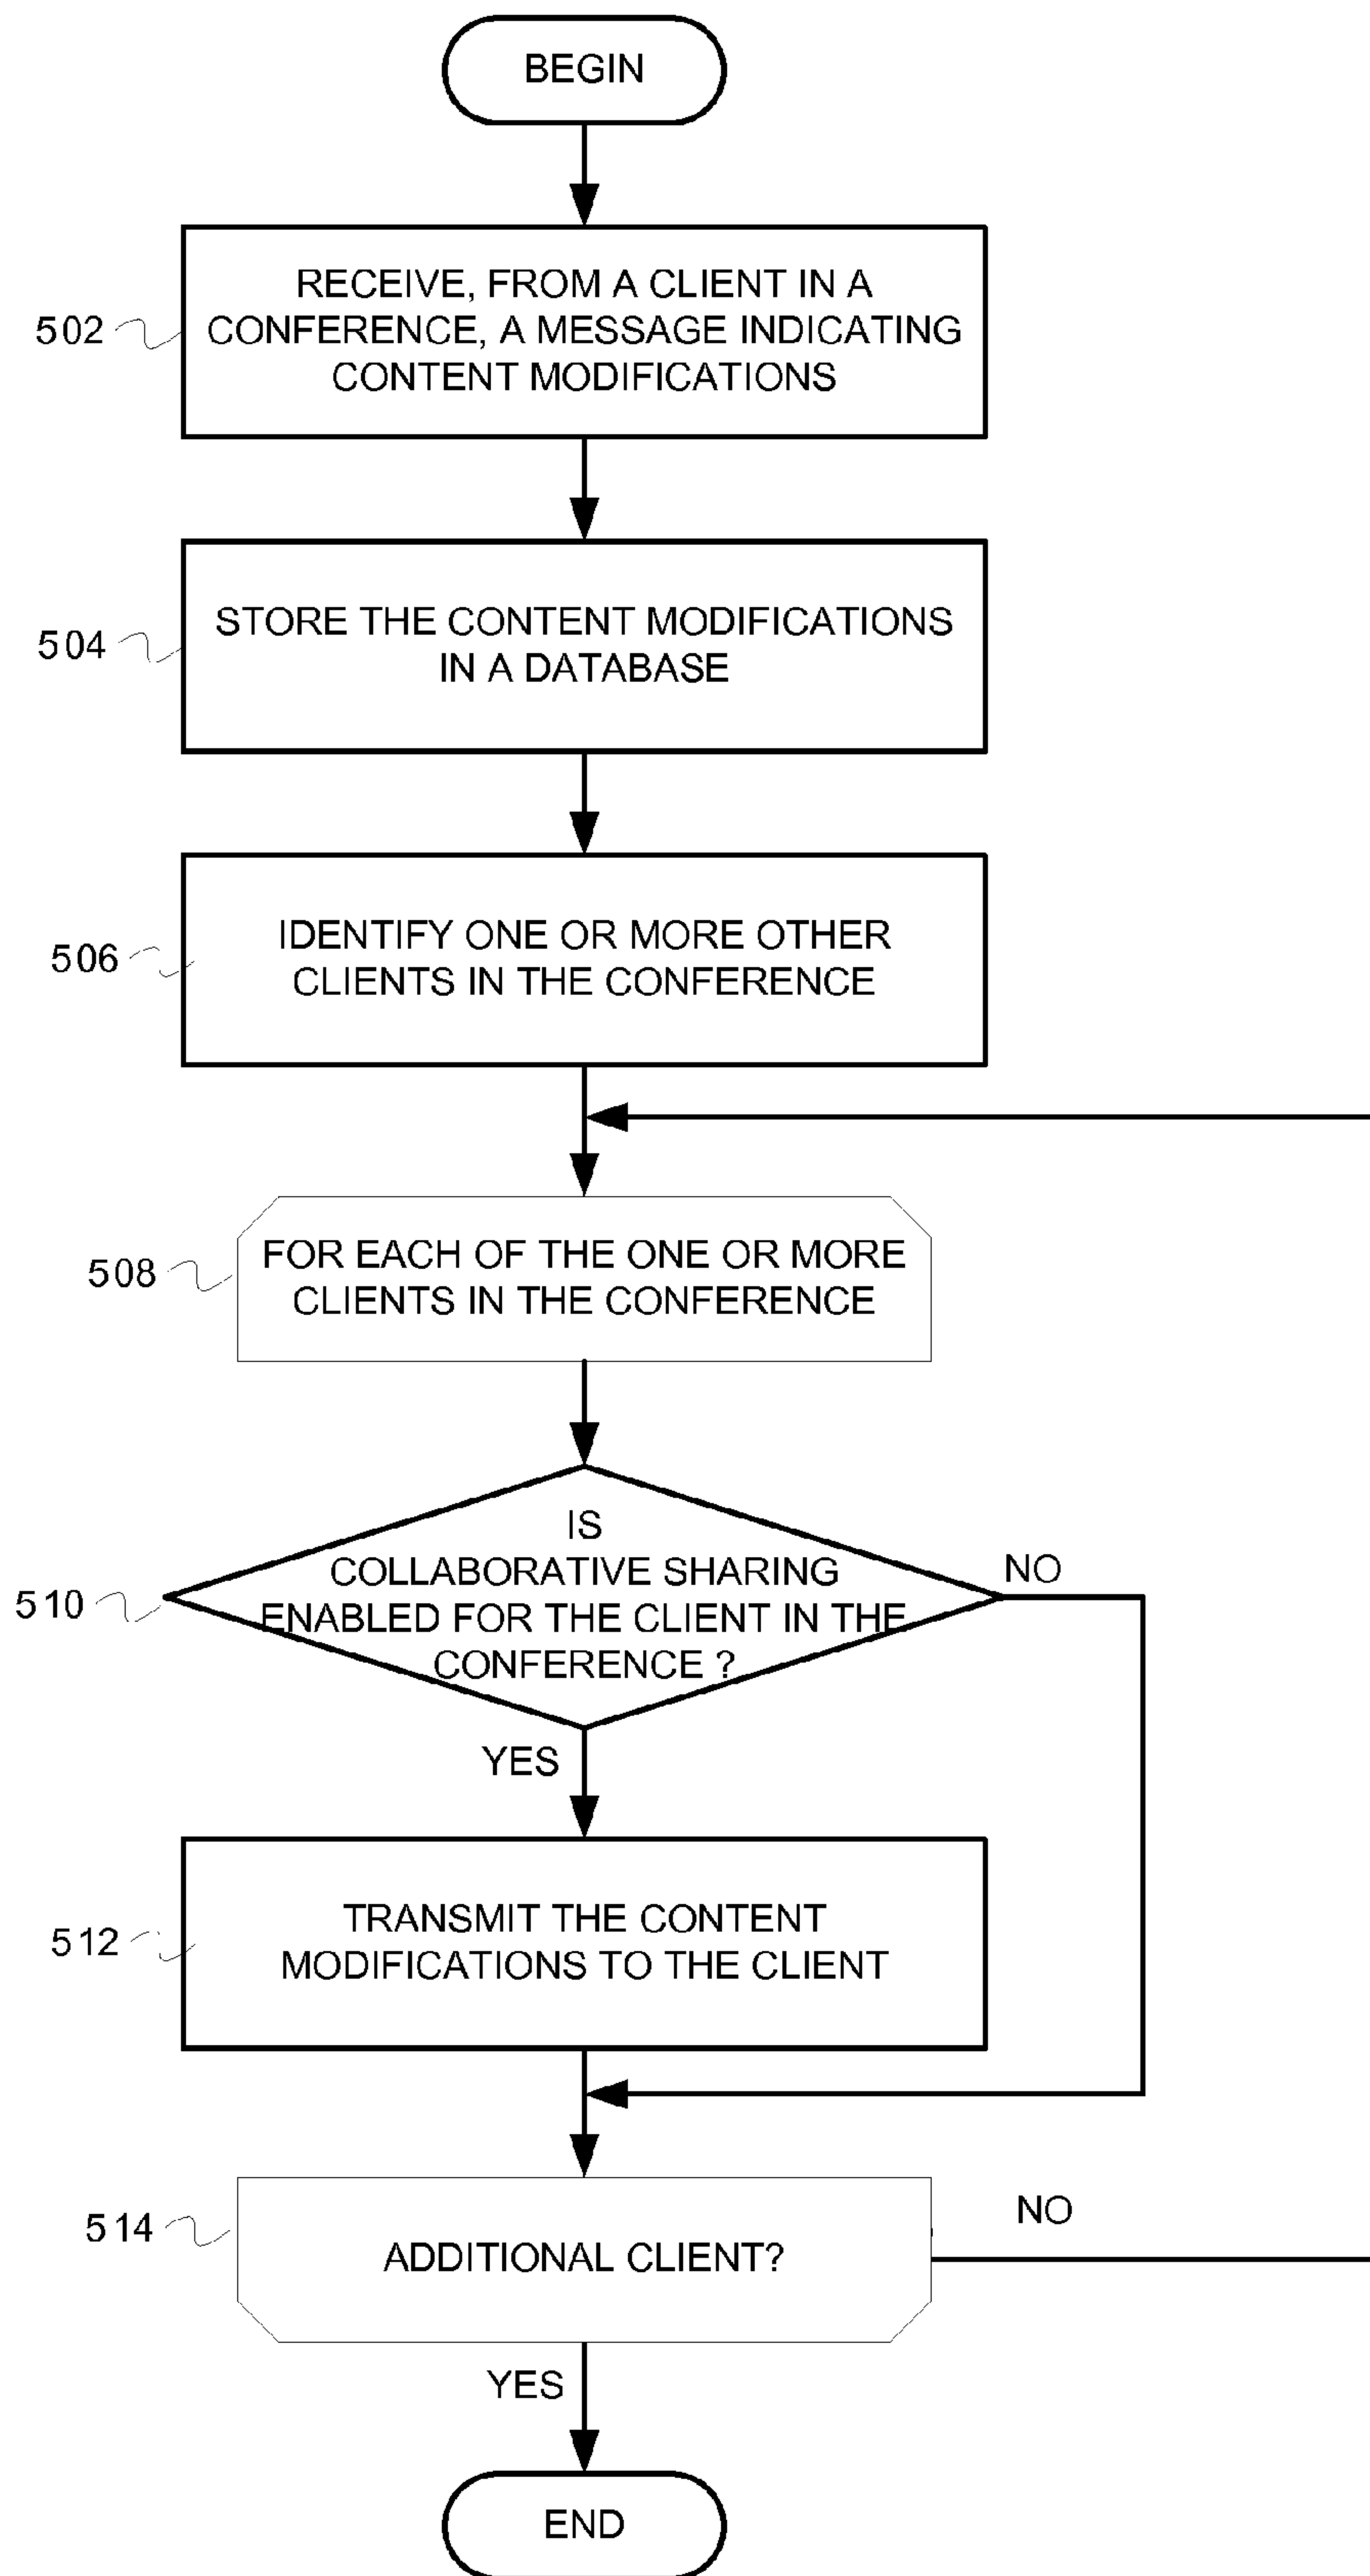 BEGIN
502
RECEIVE, FROM A CLIENT IN A
CONFERENCE, A MESSAGE INDICATING
CONTENT MODIFICATIONS
504
STORE THE CONTENT MODIFICATIONS
IN A DATABASE
506
IDENTIFY ONE OR MORE OTHER
CLIENTS IN THE CONFERENCE
508
FOR EACH OF THE ONE OR MORE
CLIENTS IN THE CONFERENCE
510
IS
COLLABORATIVE SHARING
ENABLED FOR THE CLIENT IN THE
CONFERENCE ?
NO
YES
512
TRANSMIT THE CONTENT
MODIFICATIONS TO THE CLIENT
514
ADDITIONAL CLIENT?
NO
YES
END